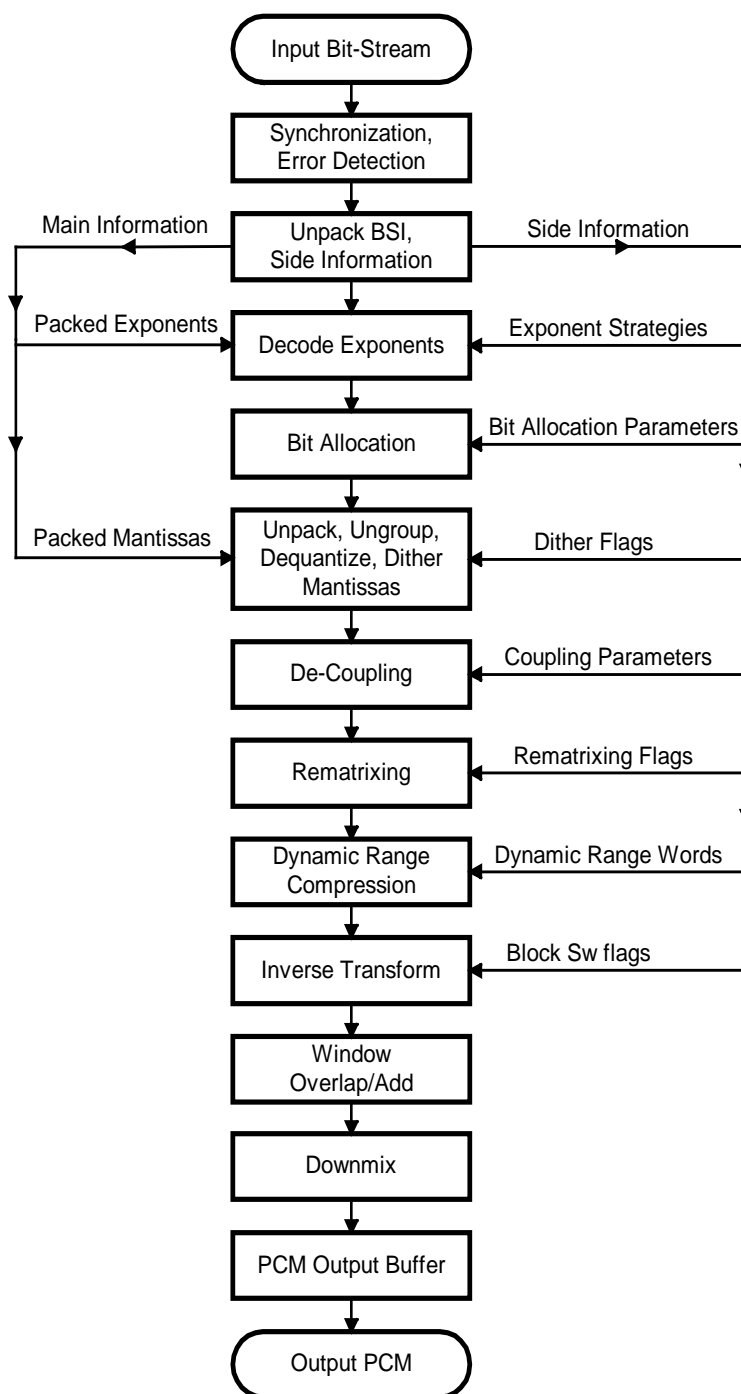 Input Bit-Stream
Synchronization,
Error Detection
Main Information
Unpack BSI,
Side Information
Side Information
Packed Exponents
Decode Exponents
Exponent Strategies
Bit Allocation
Bit Allocation Parameters
Packed Mantissas
Unpack, Ungroup,
Dequantize, Dither
Mantissas
Dither Flags
De-Coupling
Coupling Parameters
Rematrixing
Rematrixing Flags
Dynamic Range
Compression
Dynamic Range Words
Inverse Transform
Block Sw flags
Window
Overlap/Add
Downmix
PCM Output Buffer
Output PCM